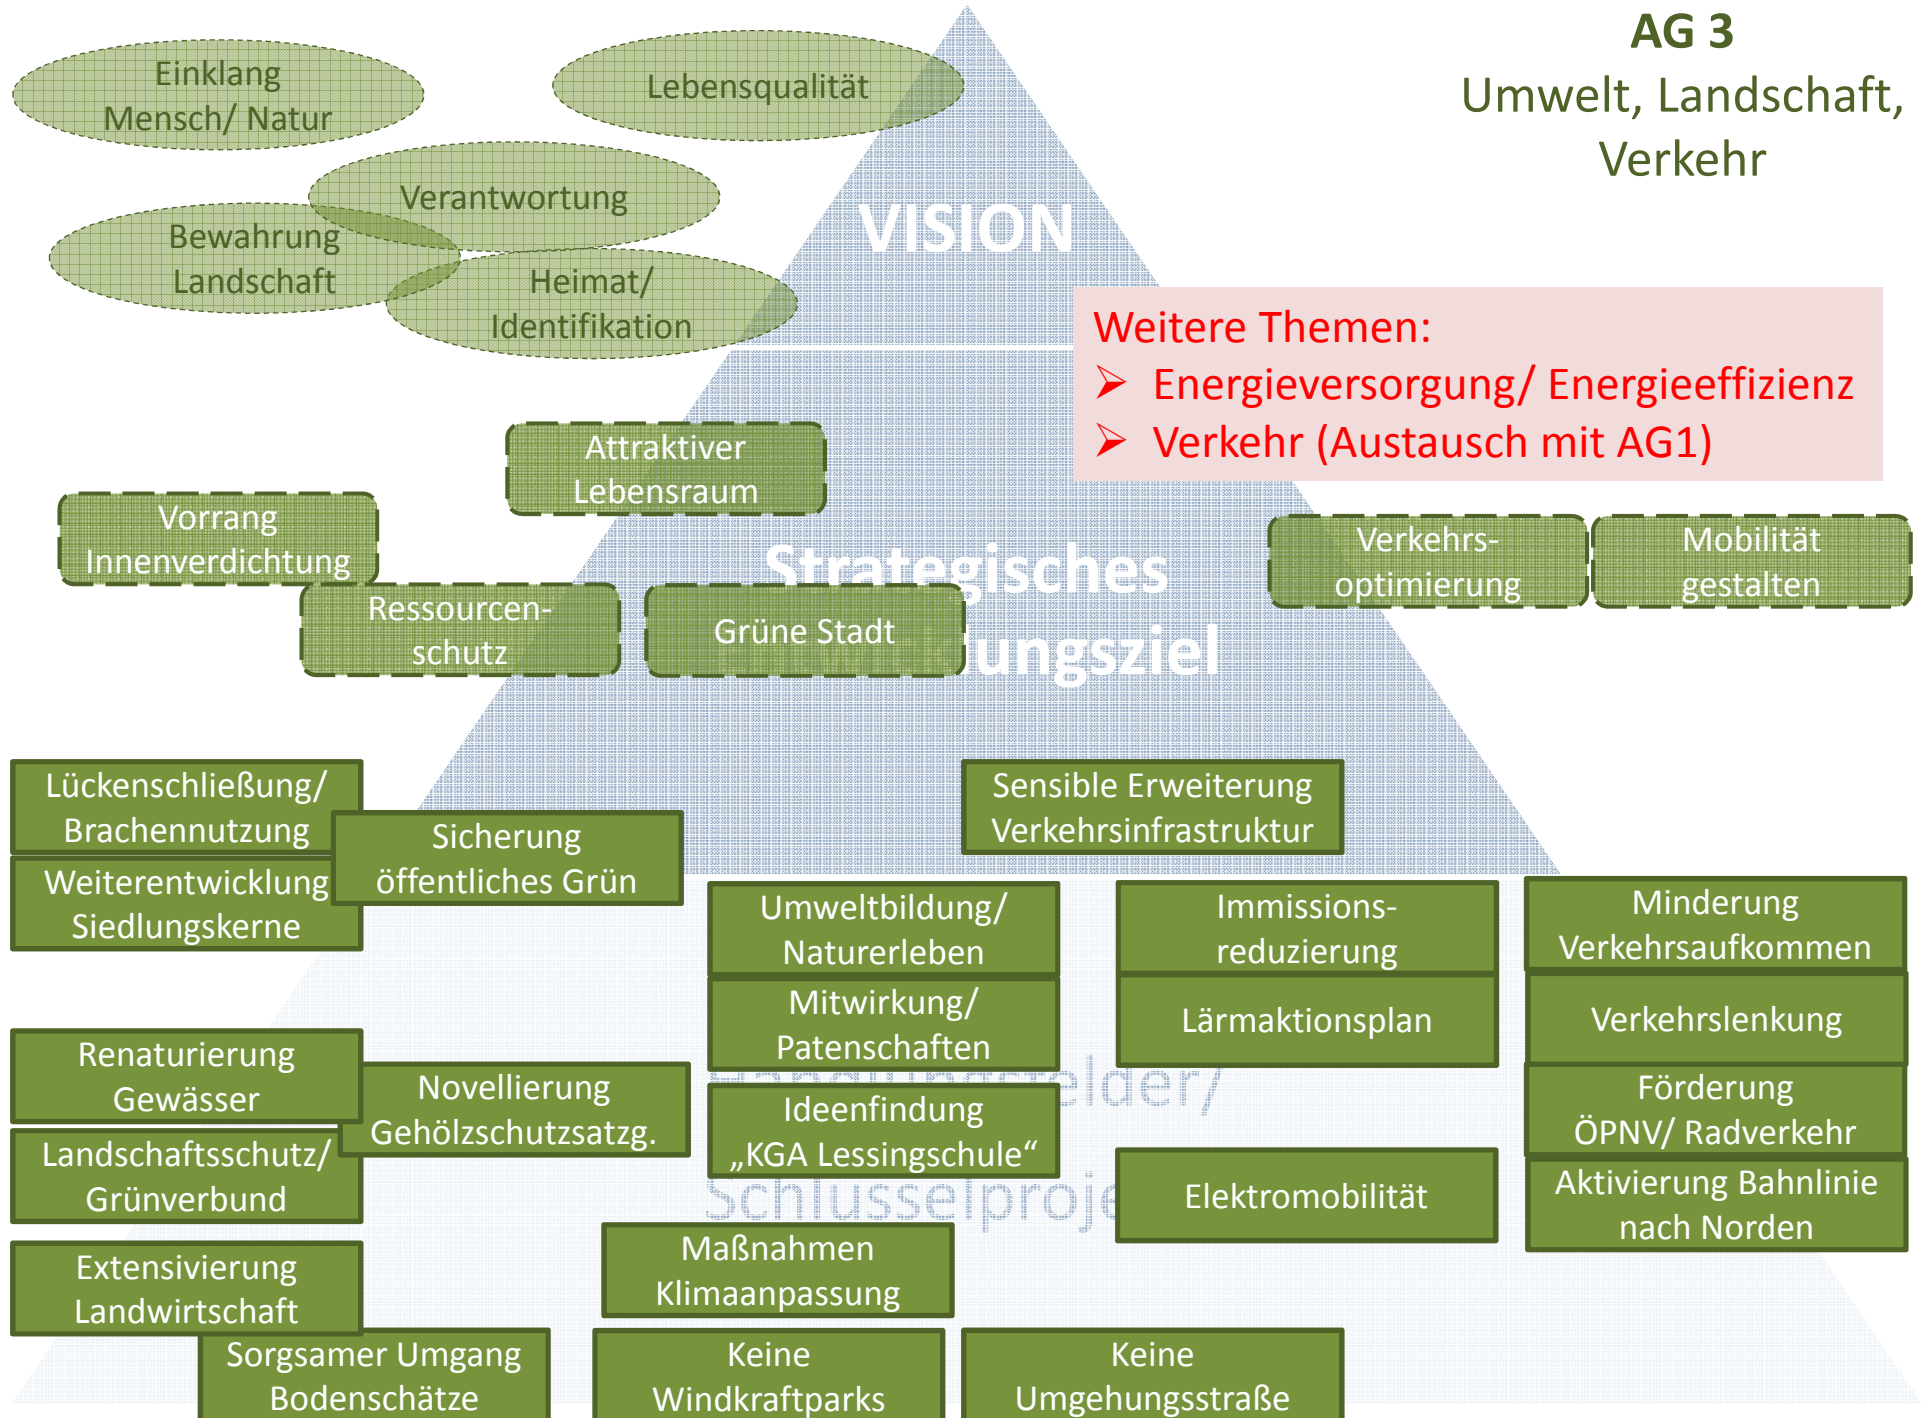 AG 3
Umwelt, Landschaft,
Verkehr
Einklang
Mensch/ Natur
Lebensqualität
Verantwortung
Bewahrung
Landschaft
Heimat/
Identifikation
VISION
Weitere Themen:
➢ Energieversorgung/ Energieeffizienz
➢ Verkehr (Austausch mit AG1)
Attraktiver
Lebensraum
Vorrang
Innenverdichtung
Ressourcen-
schutz
Grüne Stadt
Strategisches
Entwicklungsziel
Verkehrs-
optimierung
Mobilität
gestalten
Lückenschließung/
Brachennutzung
Weiterentwicklung
Siedlungskerne
Sicherung
öffentliches Grün
Sensible Erweiterung
Verkehrsinfrastruktur
Umweltbildung/
Naturerleben
Mitwirkung/
Patenschaften
Ideenfindung
„KGA Lessingschule“
Immissions-
reduzierung
Lärmaktionsplan
Elektromobilität
Minderung
Verkehrsaufkommen
Verkehrslenkung
Förderung
ÖPNV/ Radverkehr
Aktivierung Bahnlinie
nach Norden
Renaturierung
Gewässer
Novellierung
Gehölzschutzsatzg.
Landschaftsschutz/
Grünverbund
Handlungsfelder/
Extensivierung
Landwirtschaft
Maßnahmen
Klimaanpassung
Sorgsamer Umgang
Bodenschätze
Keine
Windkraftparks
Keine
Umgehungsstraße